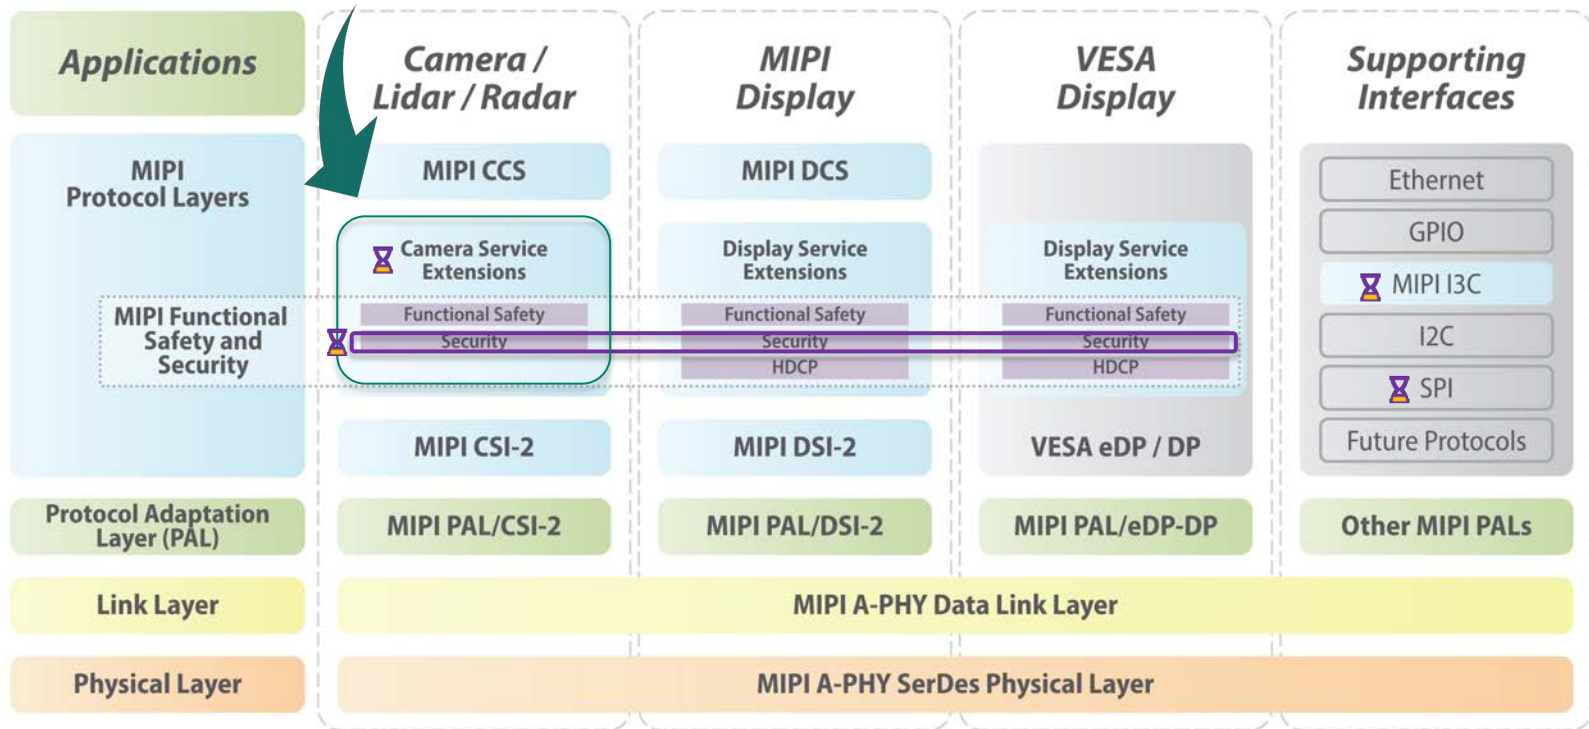 Applications
Camera /
Lidar / Radar
MIPI
Display
VESA
Display
Supporting
Interfaces
MIPI
Protocol Layers
MIPI CCS
MIPI DCS
Ethernet
GPIO
Camera Service
Extensions
Display Service
Extensions
Display Service
Extensions
MIPI I3C
MIPI Functional
Safety and
Security
Functional Safety
Security
Functional Safety
Security
HDCP
Functional Safety
Security
HDCP
I2C
SPI
MIPI CSI-2
MIPI DSI-2
VESA eDP / DP
Future Protocols
Protocol Adaptation
Layer (PAL)
MIPI PAL/CSI-2
MIPI PAL/DSI-2
MIPI PAL/eDP-DP
Other MIPI PALs
Link Layer
MIPI A-PHY Data Link Layer
Physical Layer
MIPI A-PHY SerDes Physical Layer